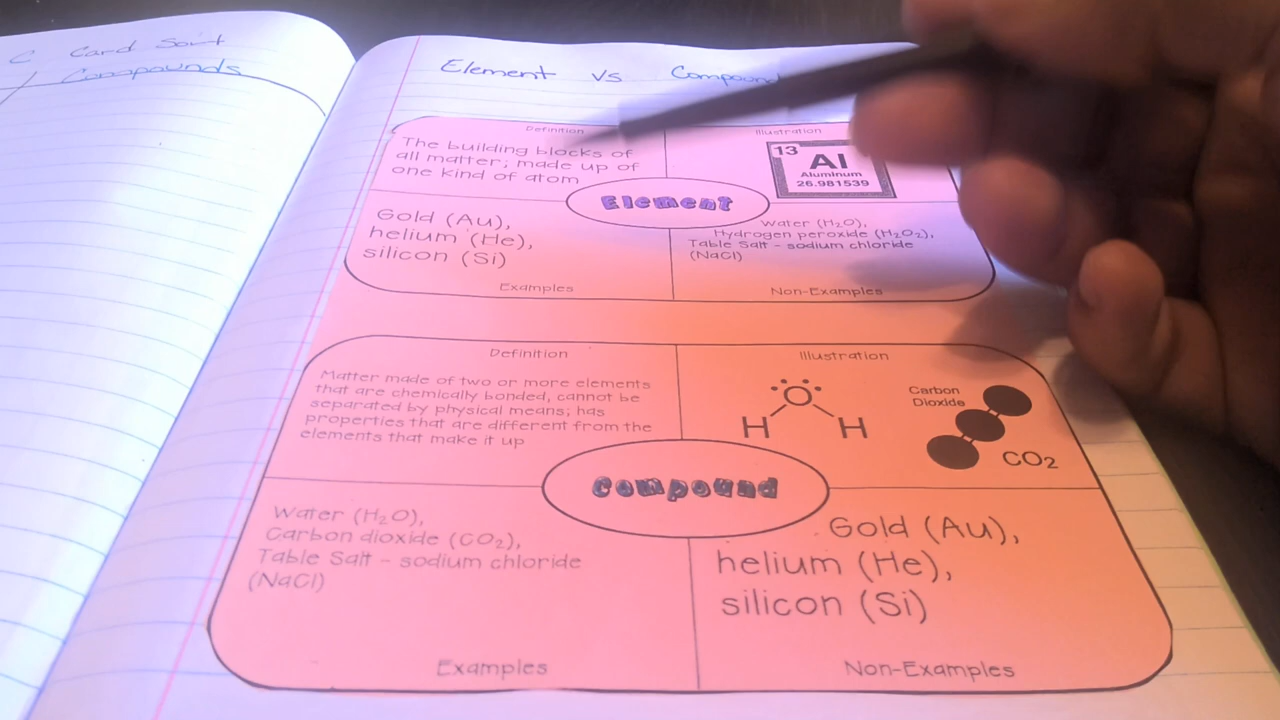 C Card Sort
Compounds
Element vs Compound
Definition
The building blocks of
all matter; made up of
one kind of atom
Illustration
13
Al
Aluminum
26.981539
Element
Gold (Au),
helium (He),
silicon (Si)
Examples
Water (H₂O),
Hydrogen peroxide (H₂O₂),
Table Salt - sodium chloride
(NaCl)
Non-Examples
Definition
Matter made of two or more elements
that are chemically bonded, cannot be
separated by physical means; has
properties that are different from the
elements that make it up
Illustration
O
H H
Carbon
Dioxide
CO₂
Compound
Water (H₂O),
Carbon dioxide (CO₂),
Table Salt - sodium chloride
(NaCl)
Examples
Gold (Au),
helium (He),
silicon (Si)
Non-Examples